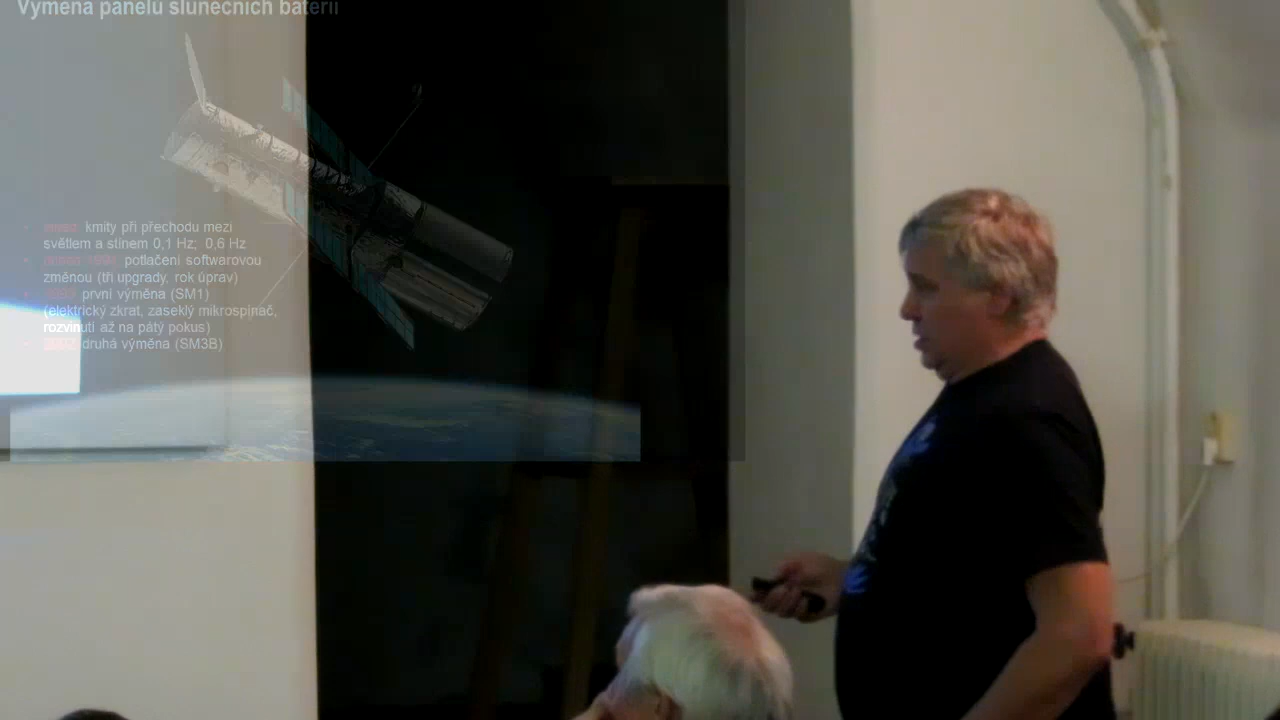 Výměna panelů slunečních baterií
kmity při přechodu mezi
světlem a stínem 0,1 Hz; 0,6 Hz
potlačení softwarovou
změnou (tři upgrady, rok úprav)
první výměna (SM1)
(elektrický zkrat, zaseklý mikrospínač,
rozvinutí až na pátý pokus)
druhá výměna (SM3B)